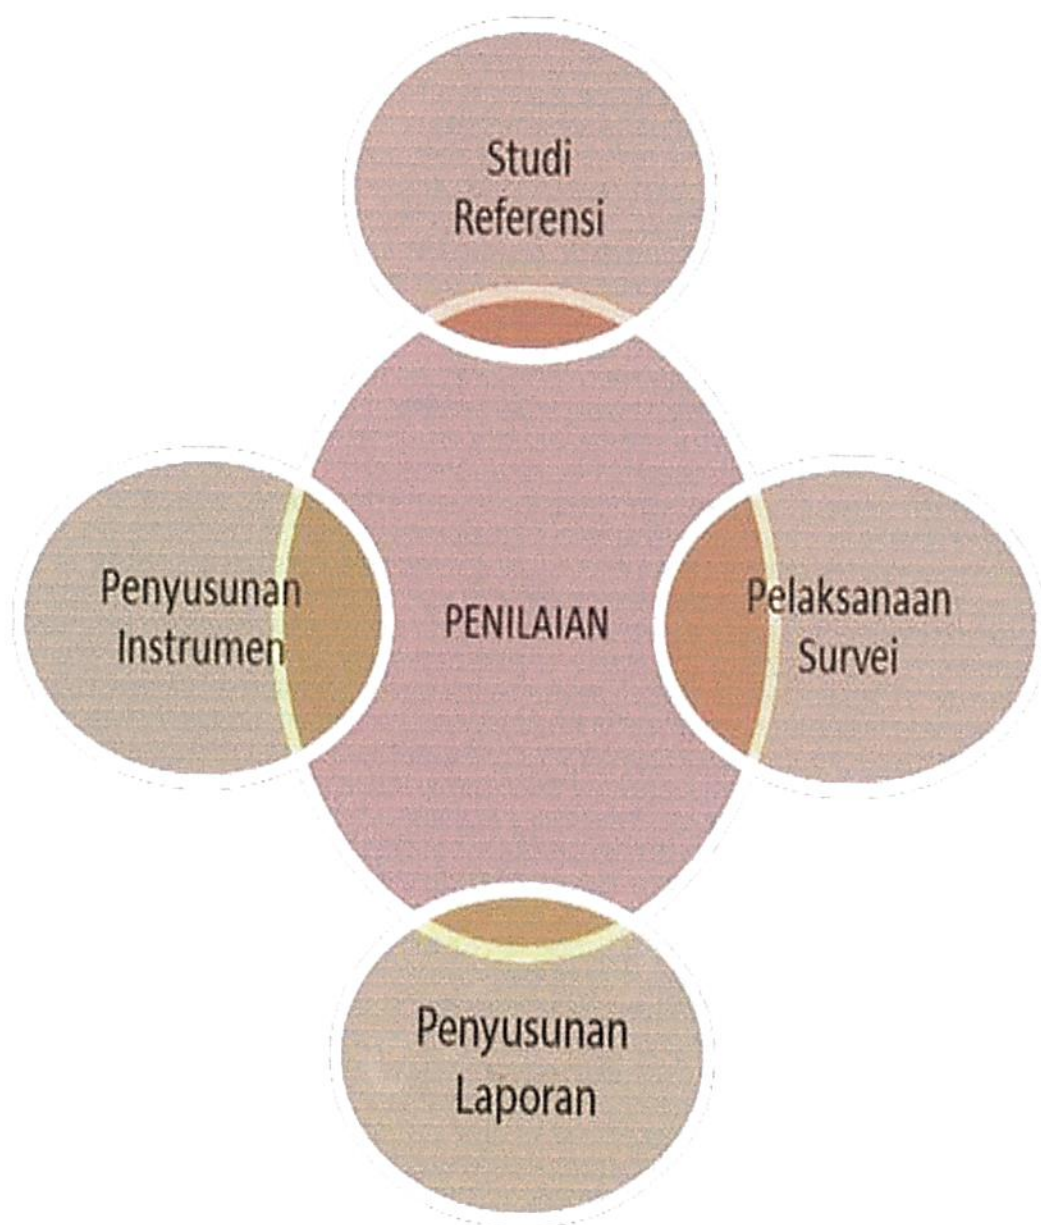 Studi
Referensi
Penyusunan
Instrumen
PENILAIAN
Pelaksanaan
Survei
Penyusunan
Laporan